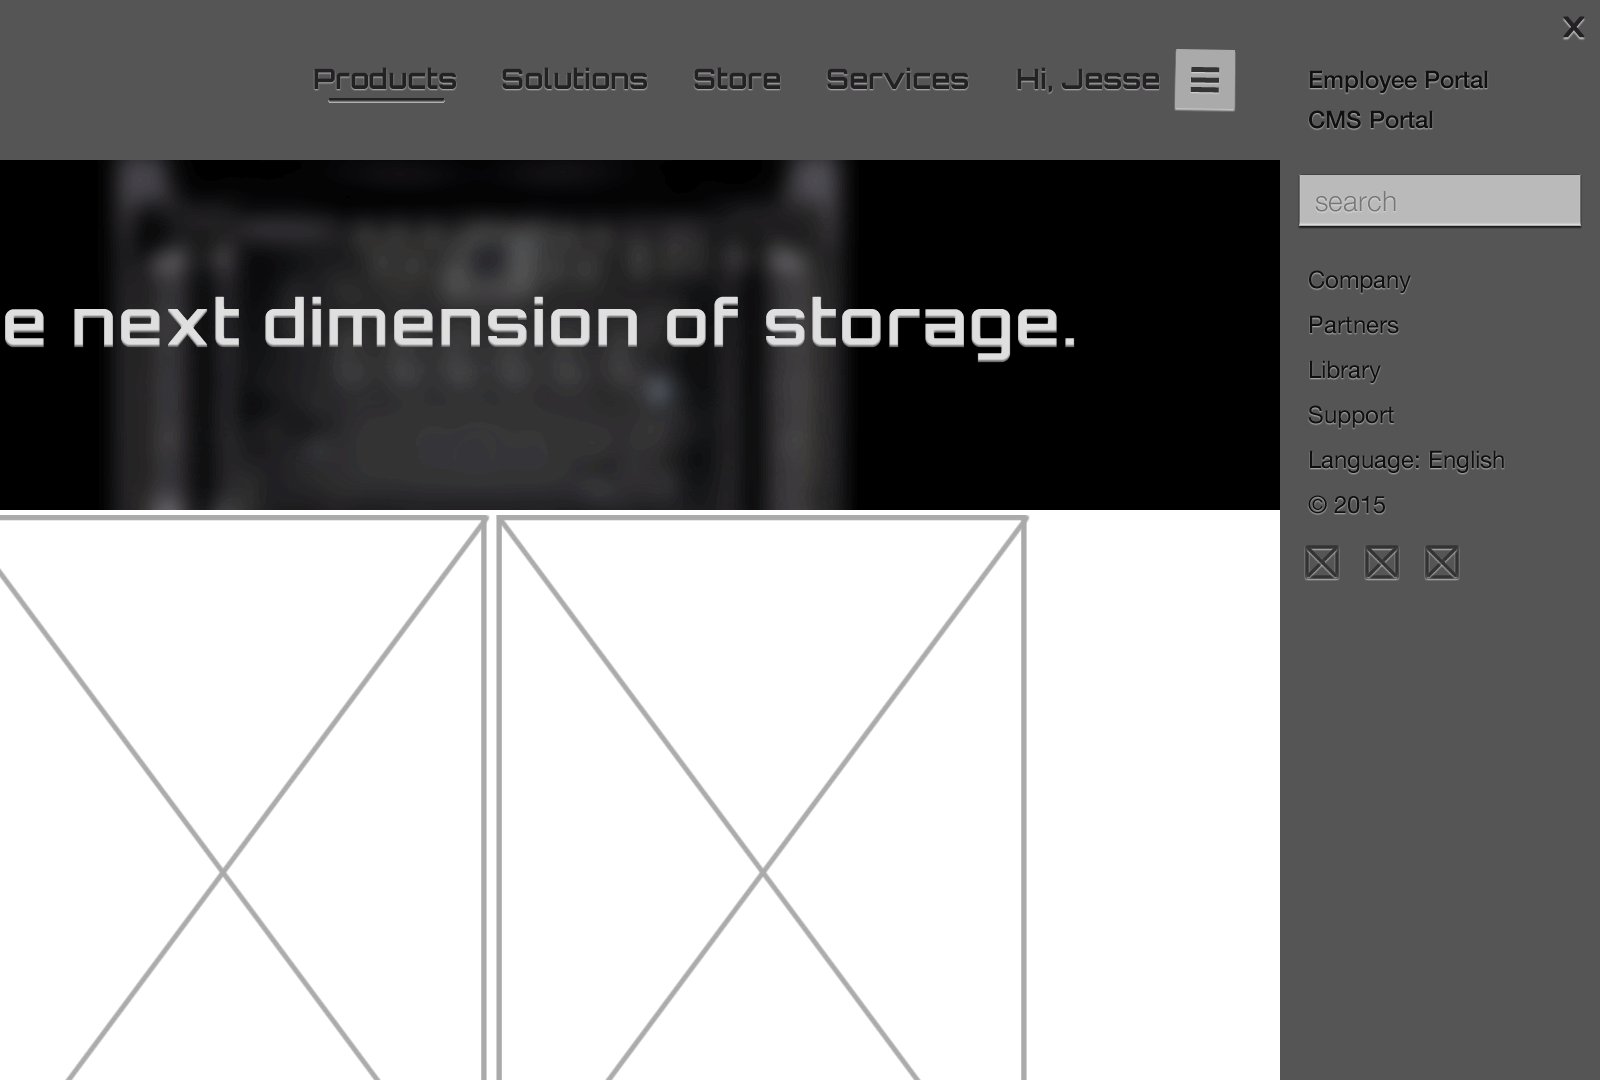 X
Products Solutions Store Services Hi, Jesse
Employee Portal
CMS Portal
search
e next dimension of storage.
Company
Partners
Library
Support
Language: English
© 2015